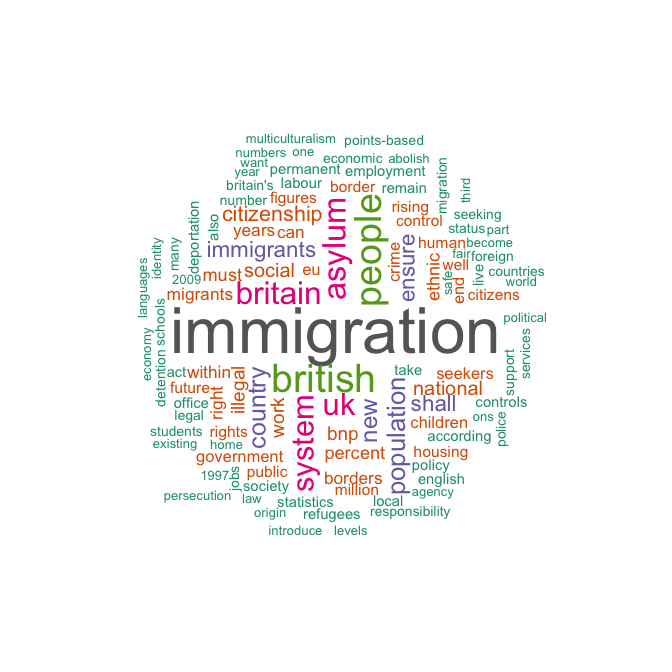 multiculturalism points-based
numbers one
want economic abolish
year permanent employment
britain's labour border remain
migration third
number figures rising seeking
citizenship control status part
also years can
asylum people
immigrants crime ensure human become
deportation many identity
fair foreign
must social eu ethnic well
2009 safe end live countries
world
migrants britain citizens
languages
immigration
political
economy detention schools
act within british take seekers
support services
future right illegal country national
office system uk new population shall controls
legal work children ons
students rights bnp according police
existing home
government percent housing
1997 jobs public borders policy
society million english
persecution law statistics local agency
origin refugees responsibility
introduce levels